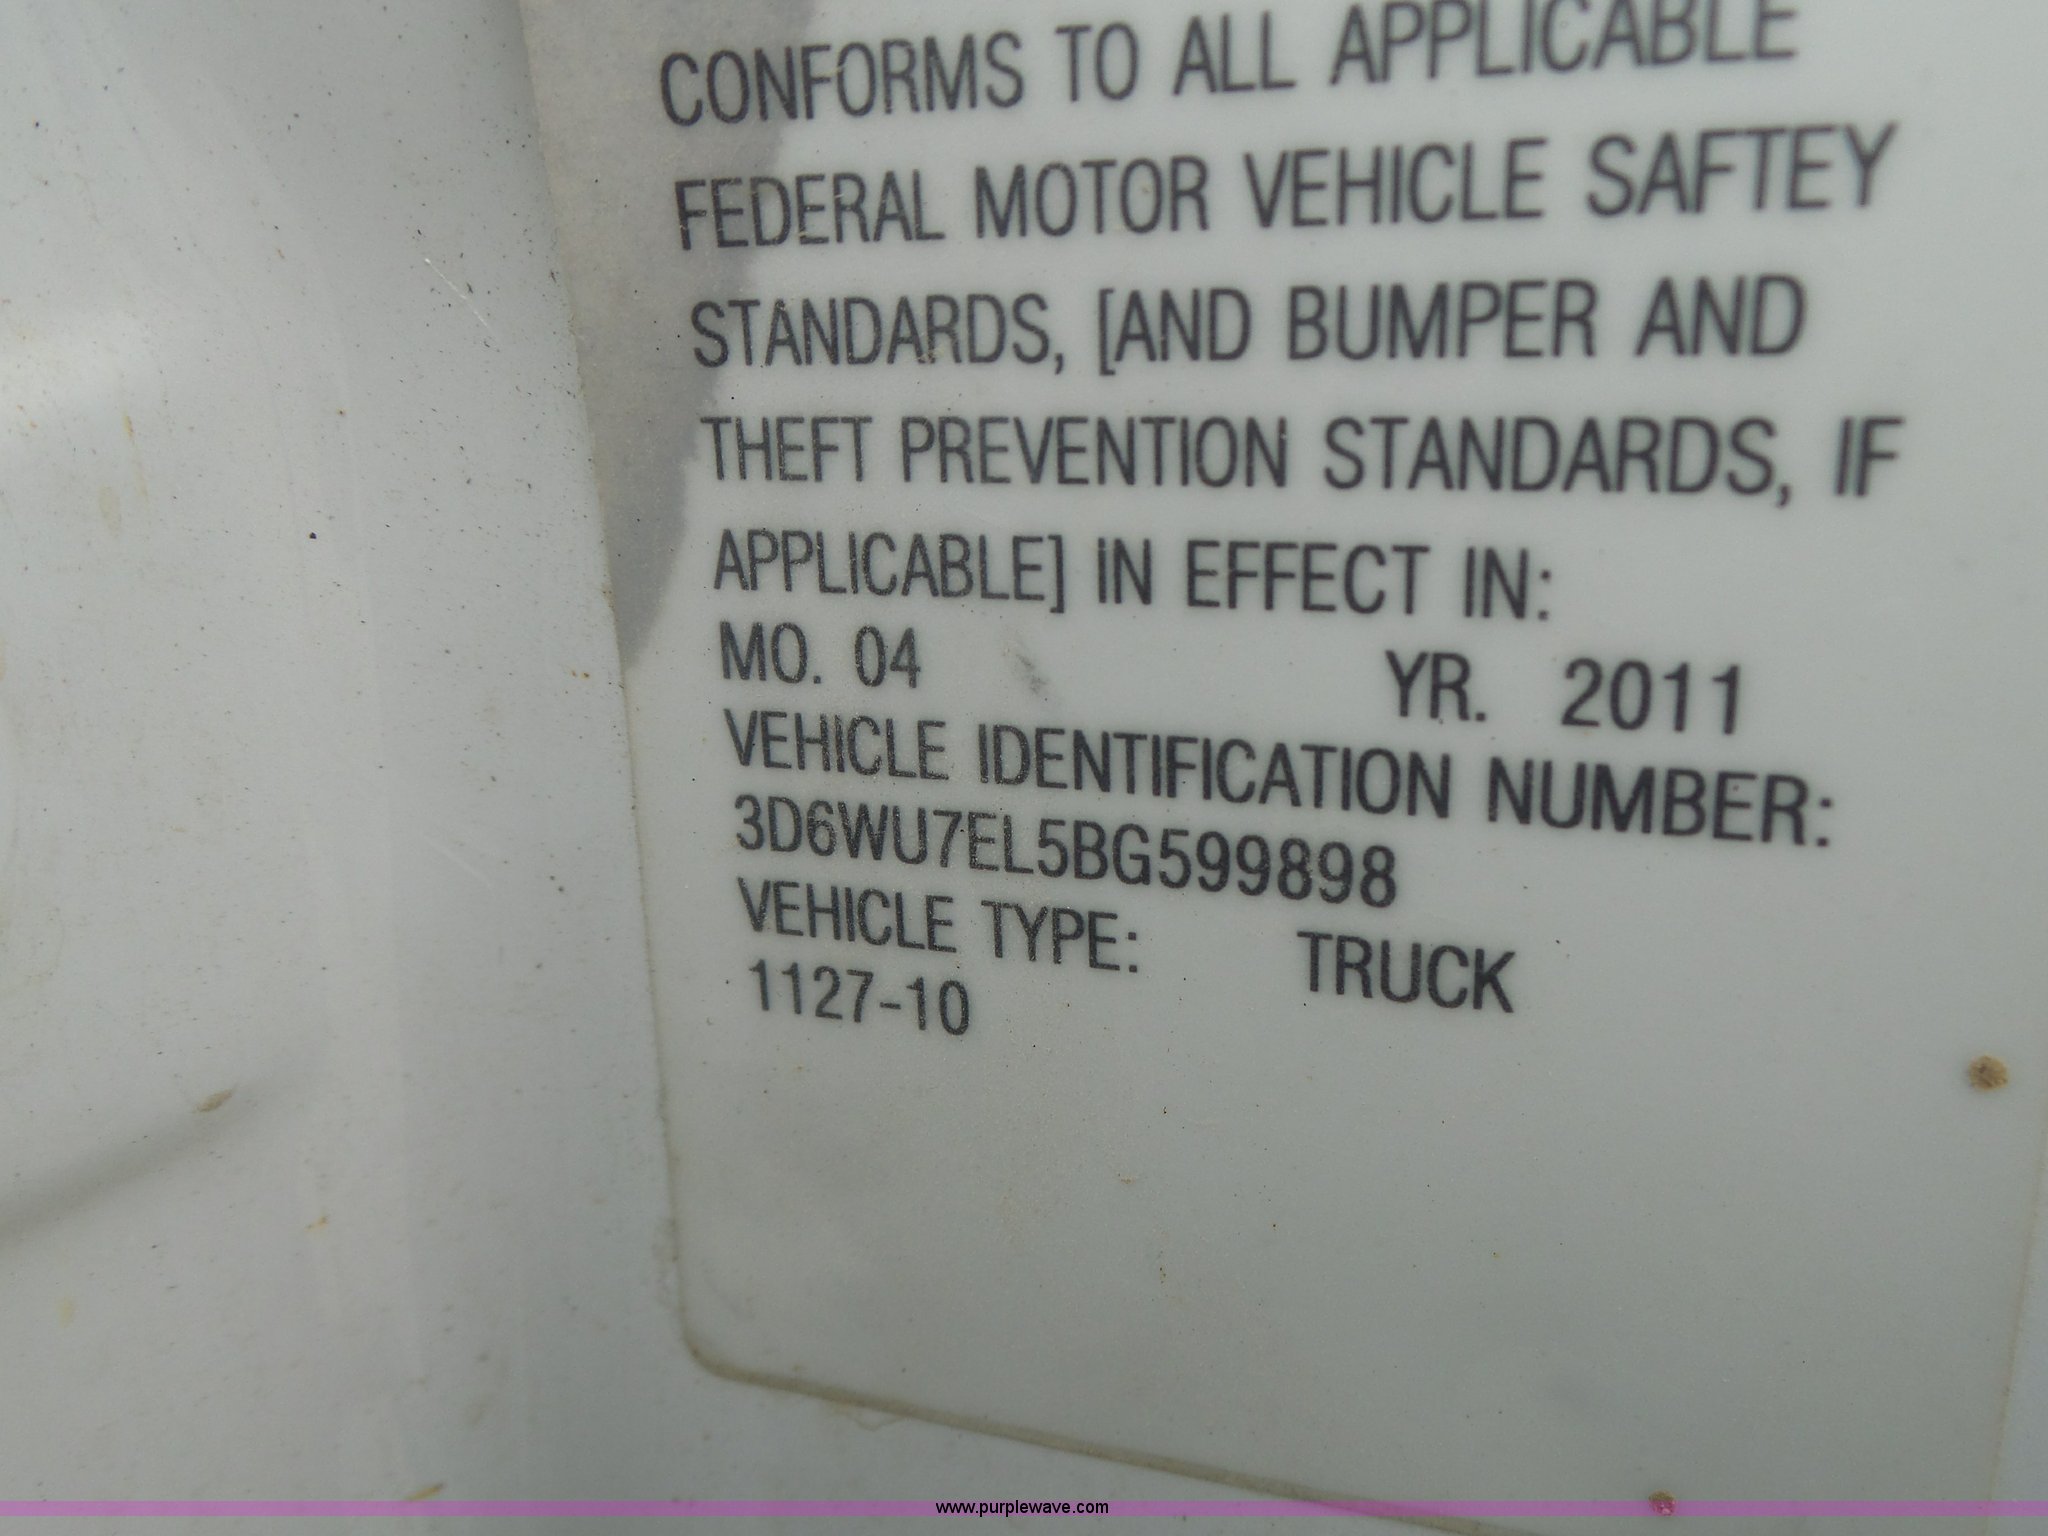 CONFORMS TO ALL APPLICABLE
FEDERAL MOTOR VEHICLE SAFTEY
STANDARDS, [AND BUMPER AND
THEFT PREVENTION STANDARDS, IF
APPLICABLE] IN EFFECT IN:
MO. 04 YR. 2011
VEHICLE IDENTIFICATION NUMBER:
3D6WU7EL5BG599898
VEHICLE TYPE: TRUCK
1127-10
www.purplewave.com